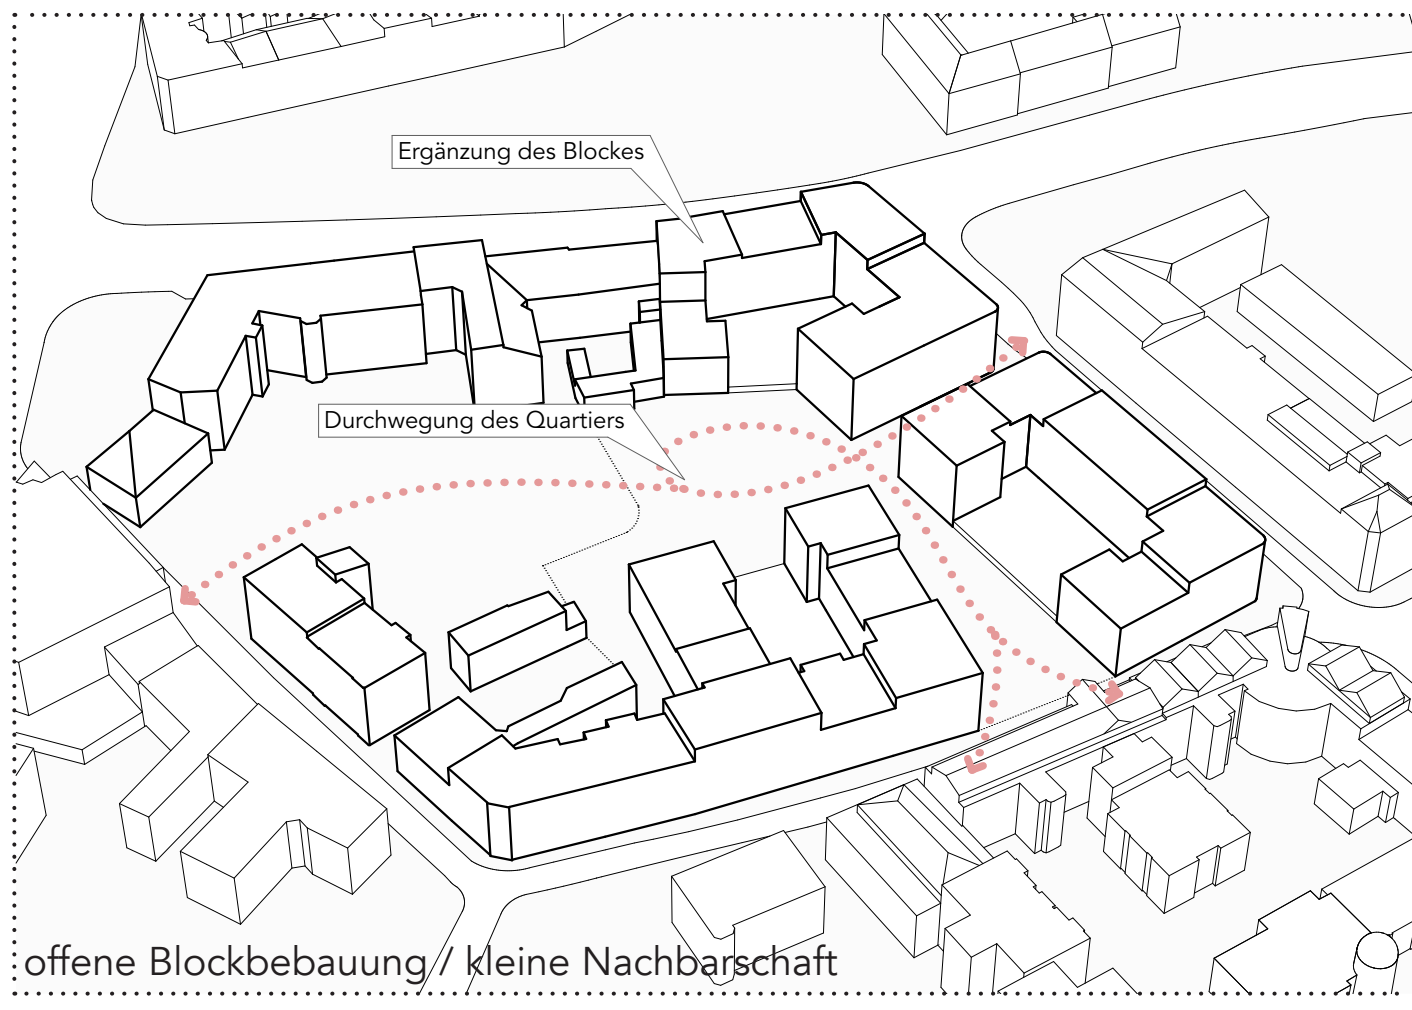 Ergänzung des Blockes
Durchwegung des Quartiers
offene Blockbebauung / kleine Nachbarschaft